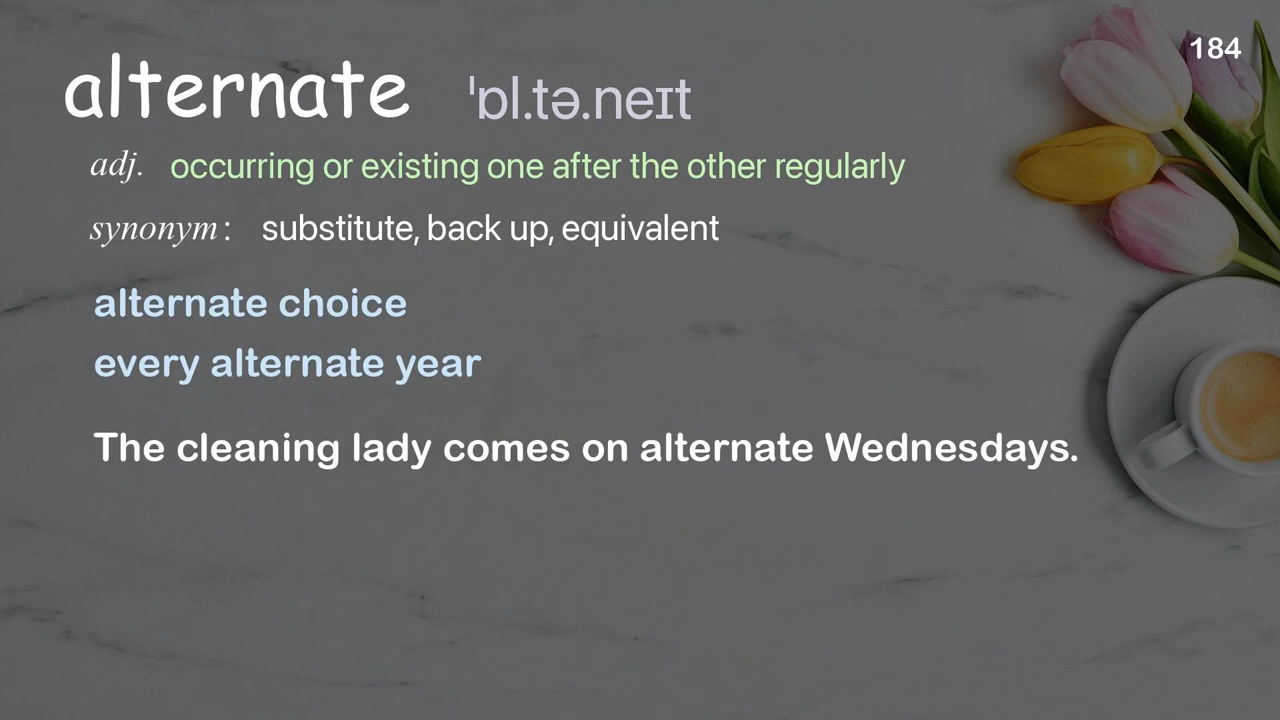 184
alternate ˈɒl.tə.neɪt
adj. occurring or existing one after the other regularly
synonym: substitute, back up, equivalent
alternate choice
every alternate year
The cleaning lady comes on alternate Wednesdays.